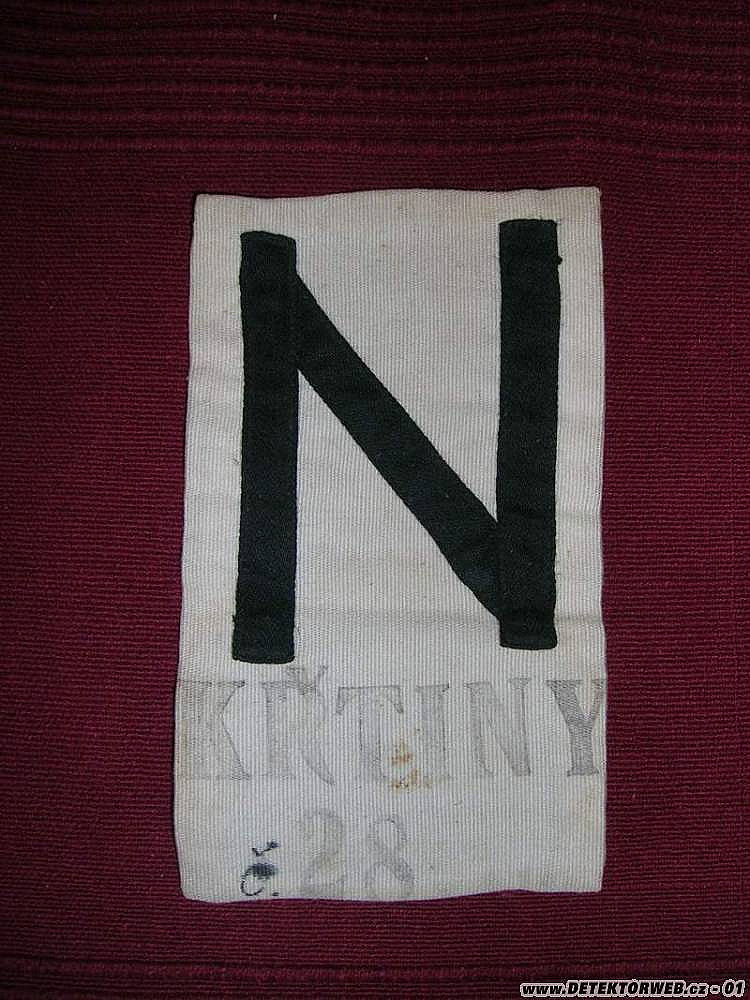 N
KŘTINY
č. 28
www.DETEKTORWEB.cz - 01